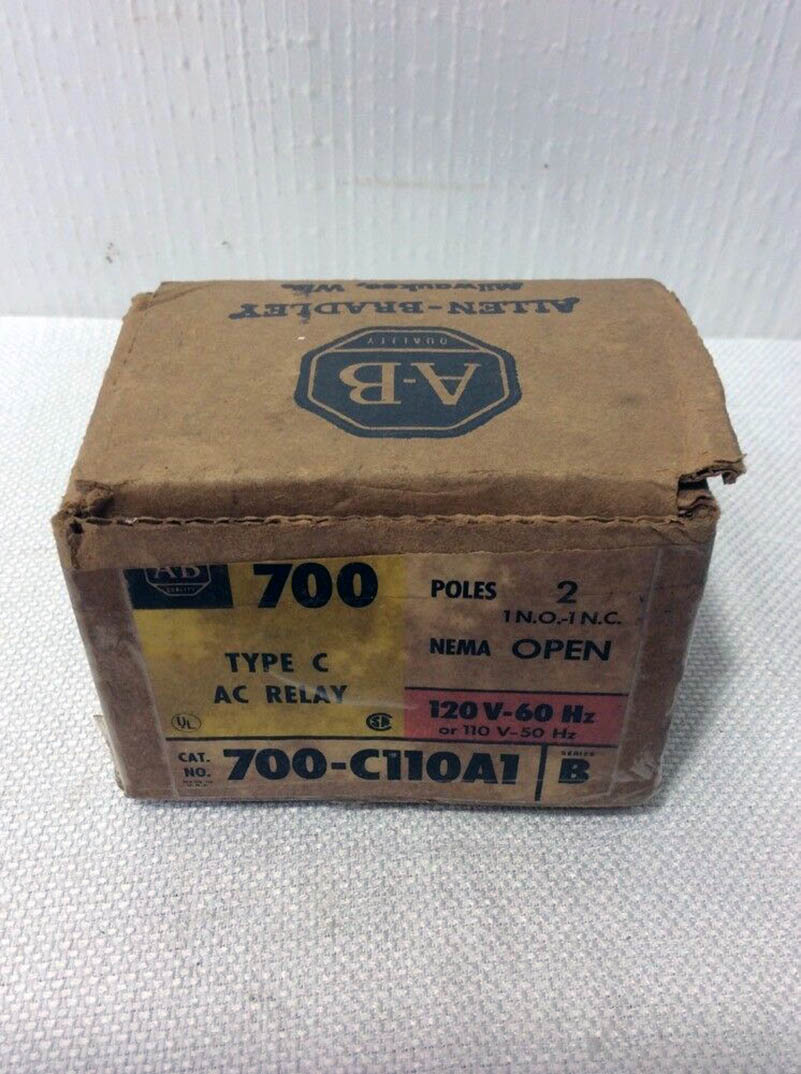 Milwaukee, Wis.
ALLEN-BRADLEY
A-B
QUALITY
AB
QUALITY
700
TYPE C
AC RELAY
UL
POLES 2
1 N.O.-1 N.C.
NEMA OPEN
120 V-60 Hz
or 110 V-50 Hz
CAT.
NO. 700-C110A1
SERIES
B